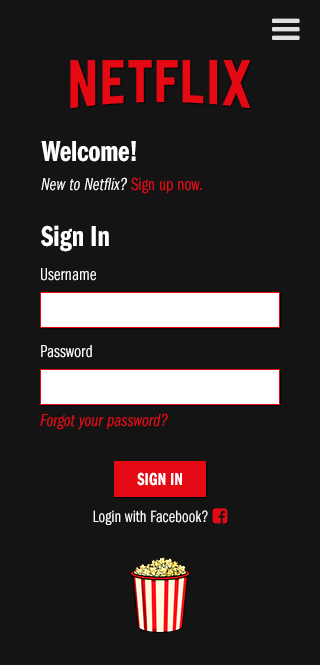 NETFLIX
Welcome!
New to Netflix? Sign up now.
Sign In
Username
Password
Forgot your password?
SIGN IN
Login with Facebook?